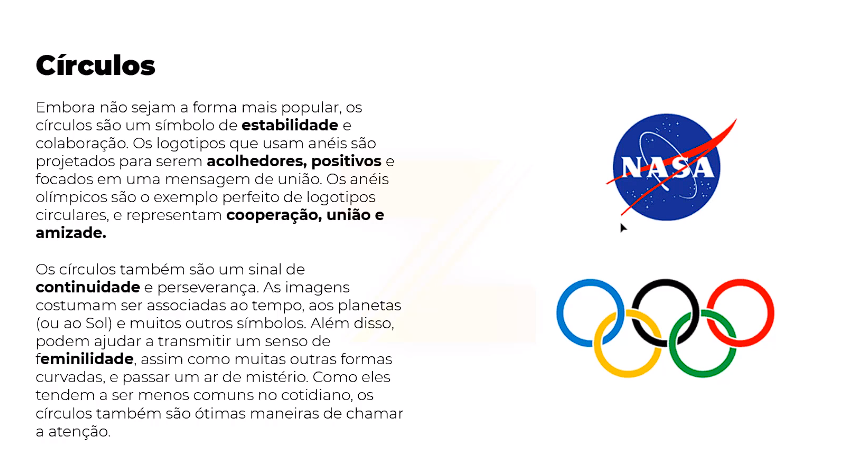 Círculos
Embora não sejam a forma mais popular, os
círculos são um símbolo de estabilidade e
colaboração. Os logotipos que usam anéis são
projetados para serem acolhedores, positivos e
focados em uma mensagem de união. Os anéis
olímpicos são o exemplo perfeito de logotipos
circulares, e representam cooperação, união e
amizade.
Os círculos também são um sinal de
continuidade e perseverança. As imagens
costumam ser associadas ao tempo, aos planetas
(ou ao Sol) e muitos outros símbolos. Além disso,
podem ajudar a transmitir um senso de
feminilidade, assim como muitas outras formas
curvadas, e passar um ar de mistério. Como eles
tendem a ser menos comuns no cotidiano, os
círculos também são ótimas maneiras de chamar
a atenção.
NASA